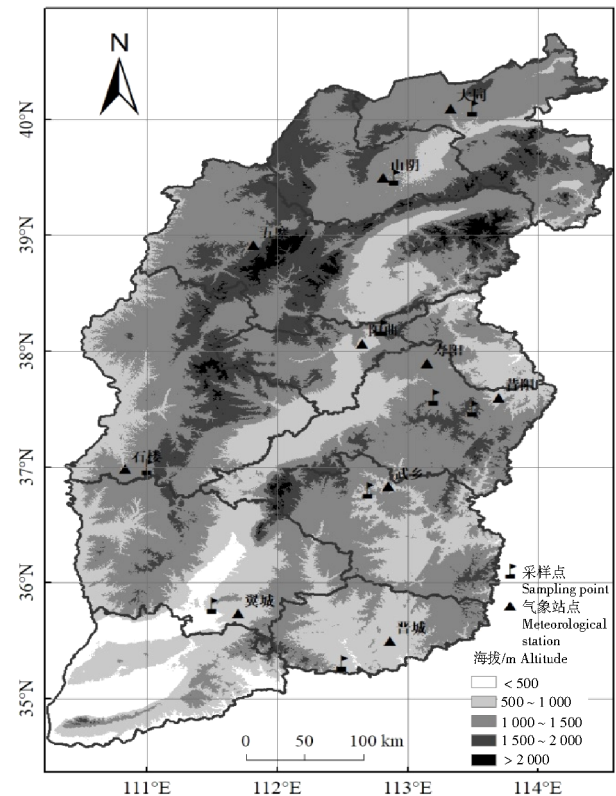 N
40°N
39°N
38°N
37°N
36°N
35°N
大同
山阴
五寨
阳曲
寿阳
昔阳
石楼
武乡
翼城
晋城
采样点
Sampling point
气象站点
Meteorological
station
海拔/m Altitude
< 500
500 ~ 1 000
1 000 ~ 1 500
1 500 ~ 2 000
> 2 000
0 50 100 km
111°E 112°E 113°E 114°E